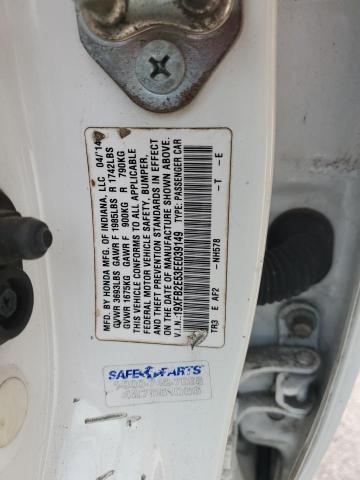 MFD. BY HONDA MFG. OF INDIANA, LLC 04/14
GVWR 3693LBS GAWR F 1985LBS R 1742LBS
GVWR 1675KG GAWR F 900KG R 790KG
THIS VEHICLE CONFORMS TO ALL APPLICABLE
FEDERAL MOTOR VEHICLE SAFETY, BUMPER,
AND THEFT PREVENTION STANDARDS IN EFFECT
ON THE DATE OF MANUFACTURE SHOWN ABOVE.
V.I.N.:19XFB2E53EE039149 TYPE: PASSENGER CAR
TR3 E AF2 -NH578 -T -E
SAFE PARTS